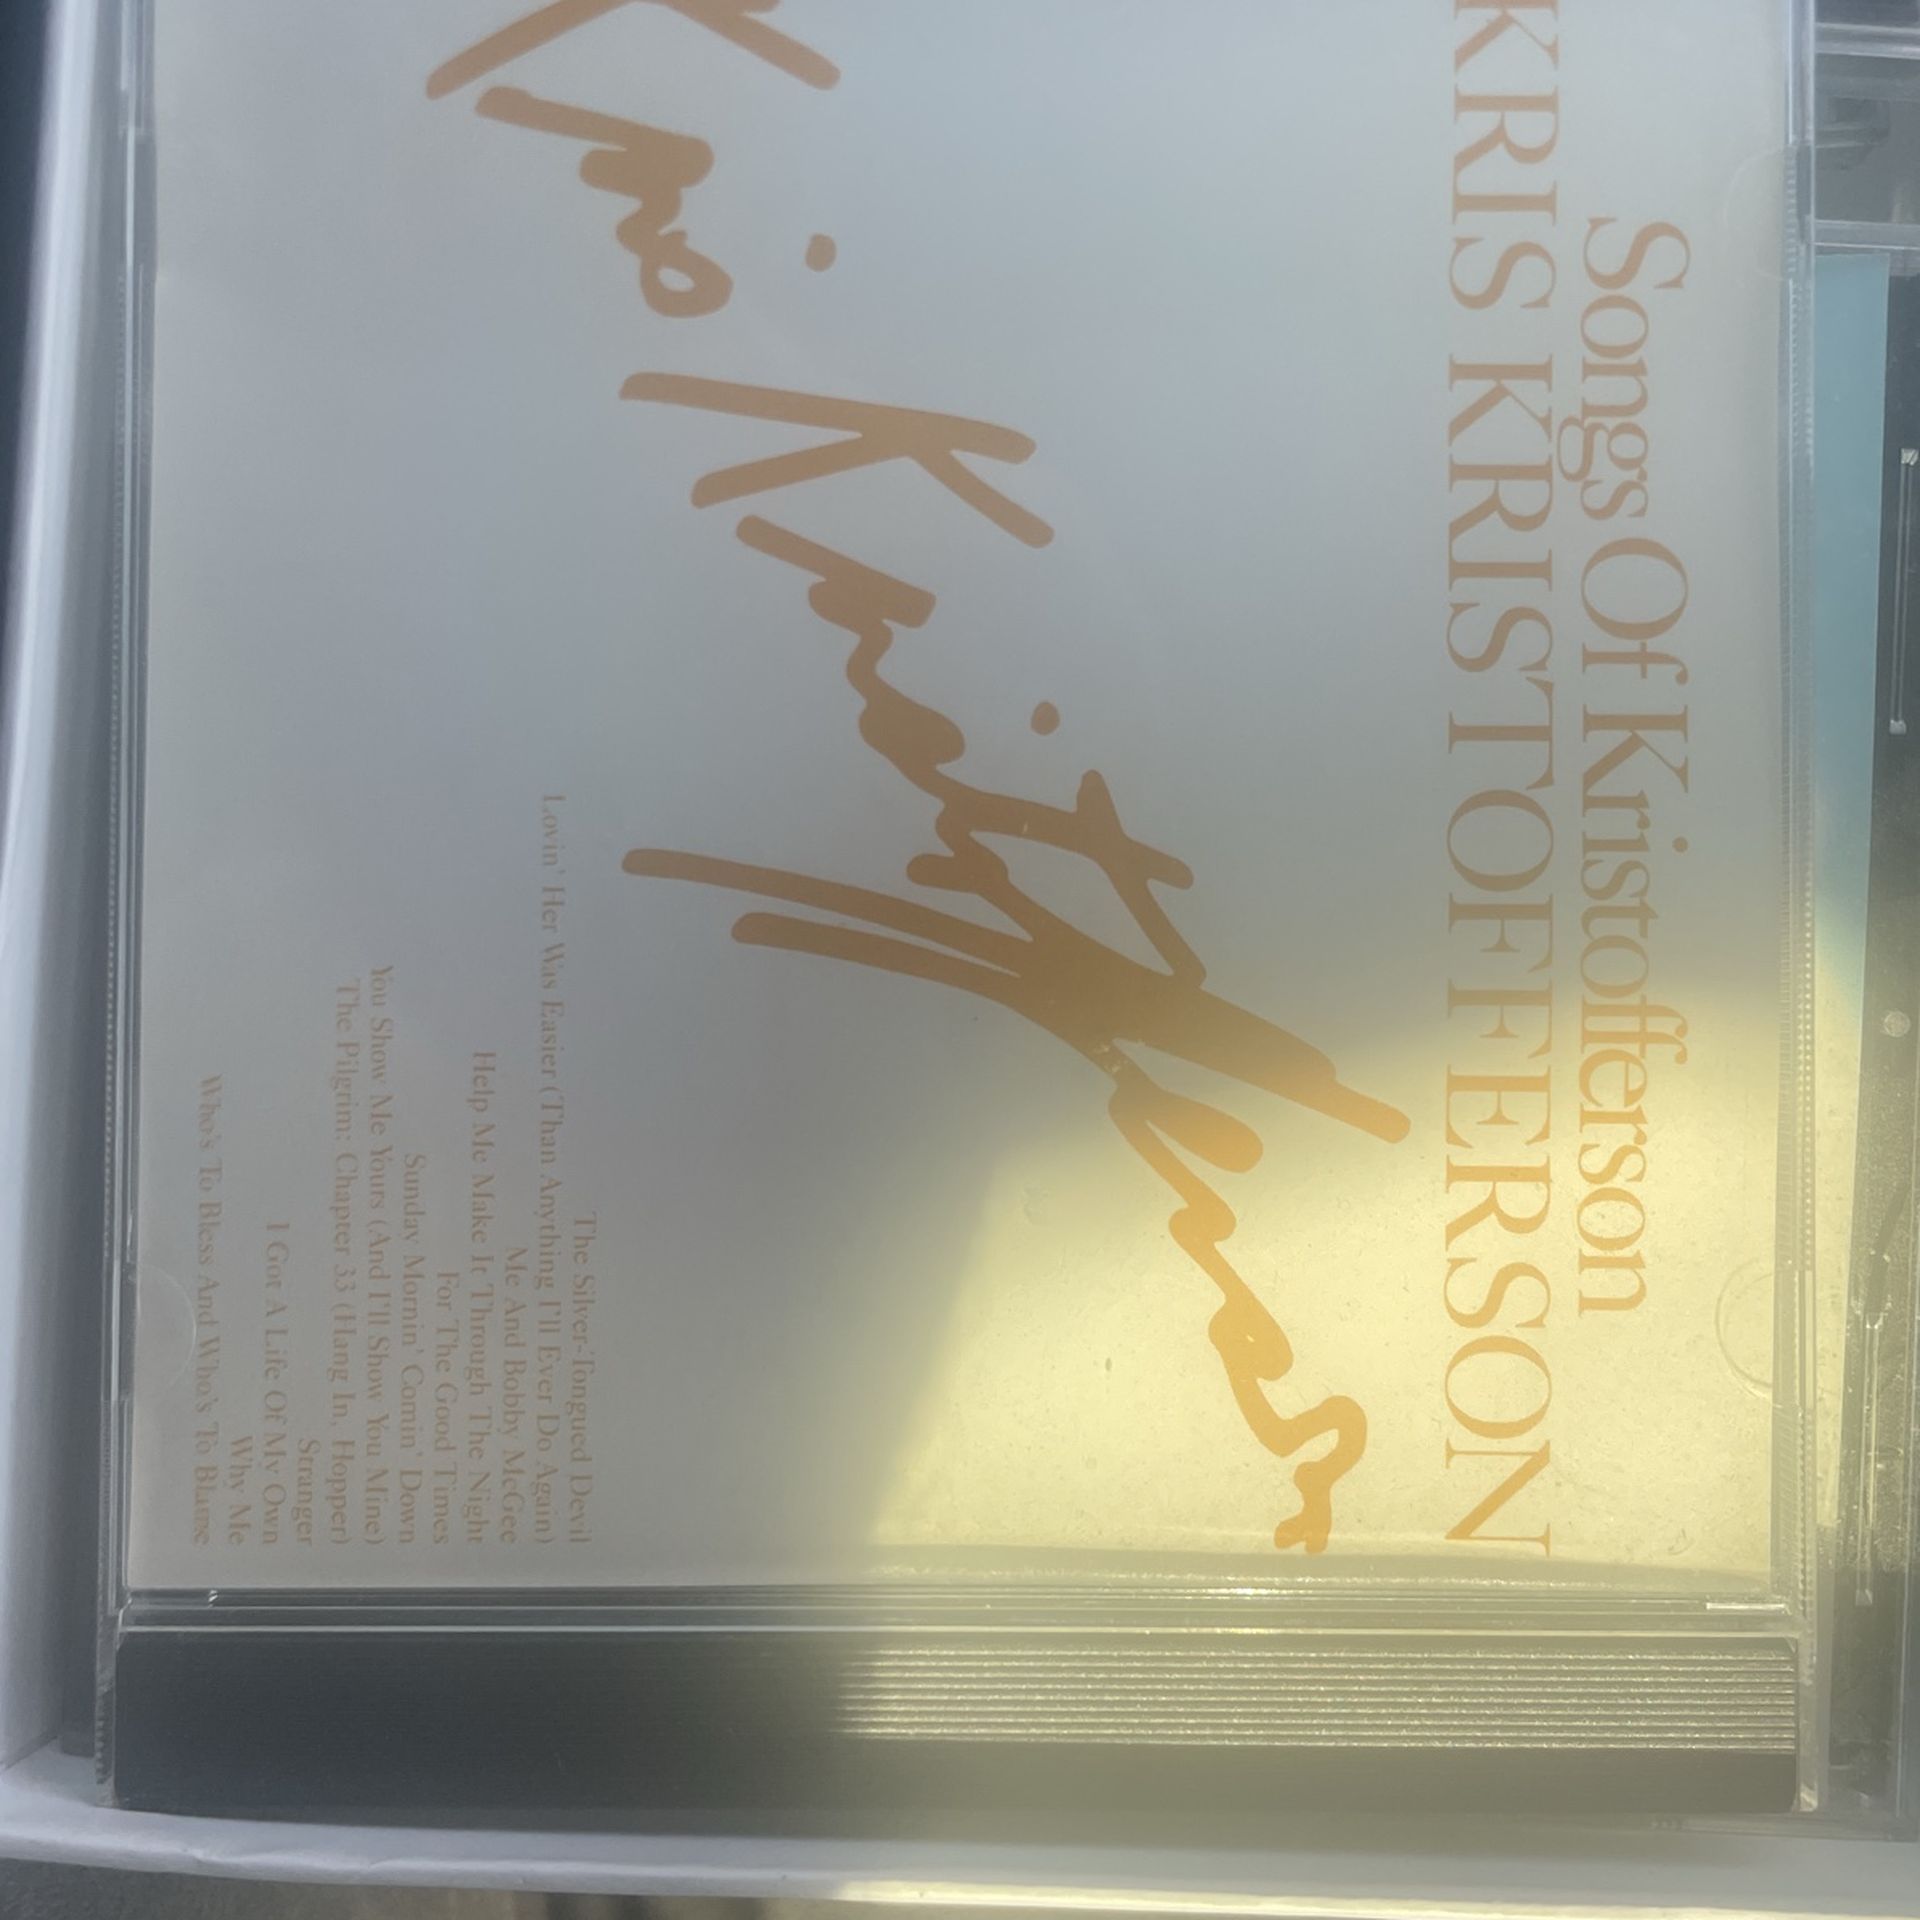 Songs Of Kristofferson
KRIS KRISTOFFERSON
Kris Kristofferson
The Silver-Tongued Devil
Lovin' Her Was Easier (Than Anything I'll Ever Do Again)
Me And Bobby McGee
Help Me Make It Through The Night
For The Good Times
Sunday Mornin' Comin' Down
You Show Me Yours (And I'll Show You Mine)
The Pilgrim: Chapter 33 (Hang In, Hopper)
Stranger
I Got A Life Of My Own
Why Me
Who's To Bless And Who's To Blame